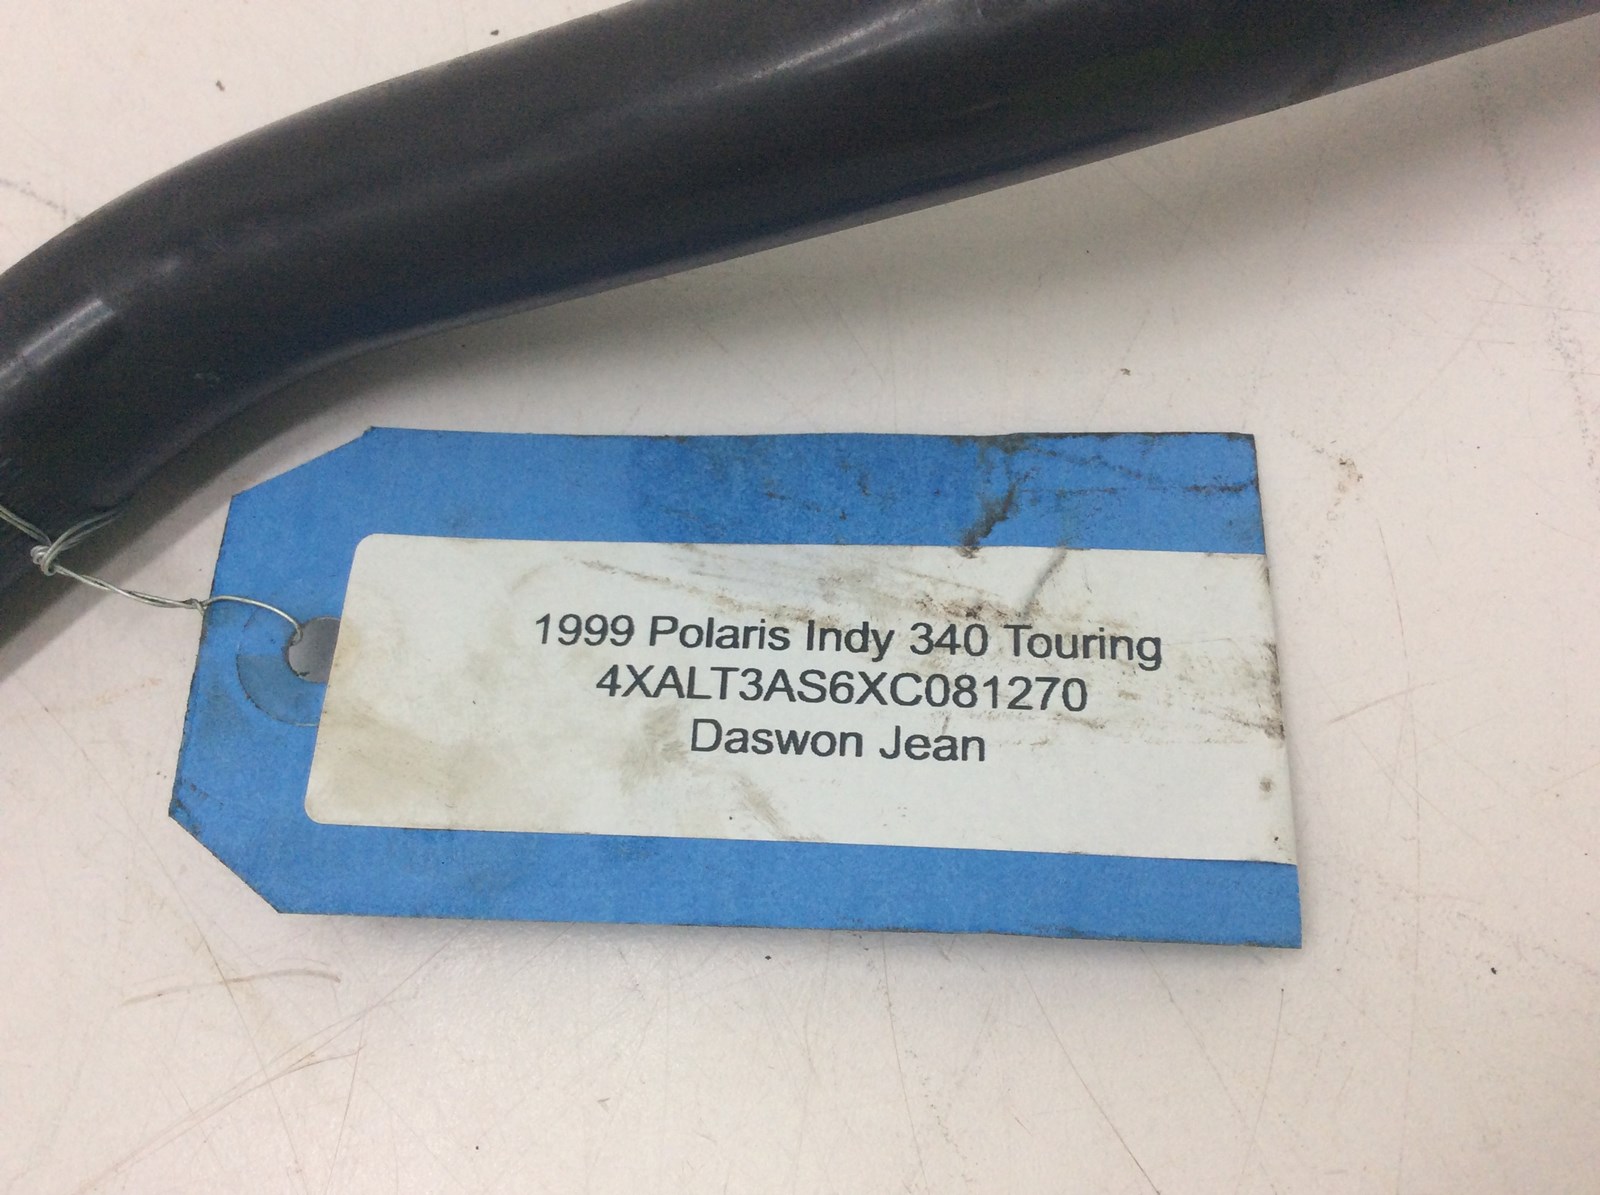 1999 Polaris Indy 340 Touring
4XALT3AS6XC081270
Daswon Jean